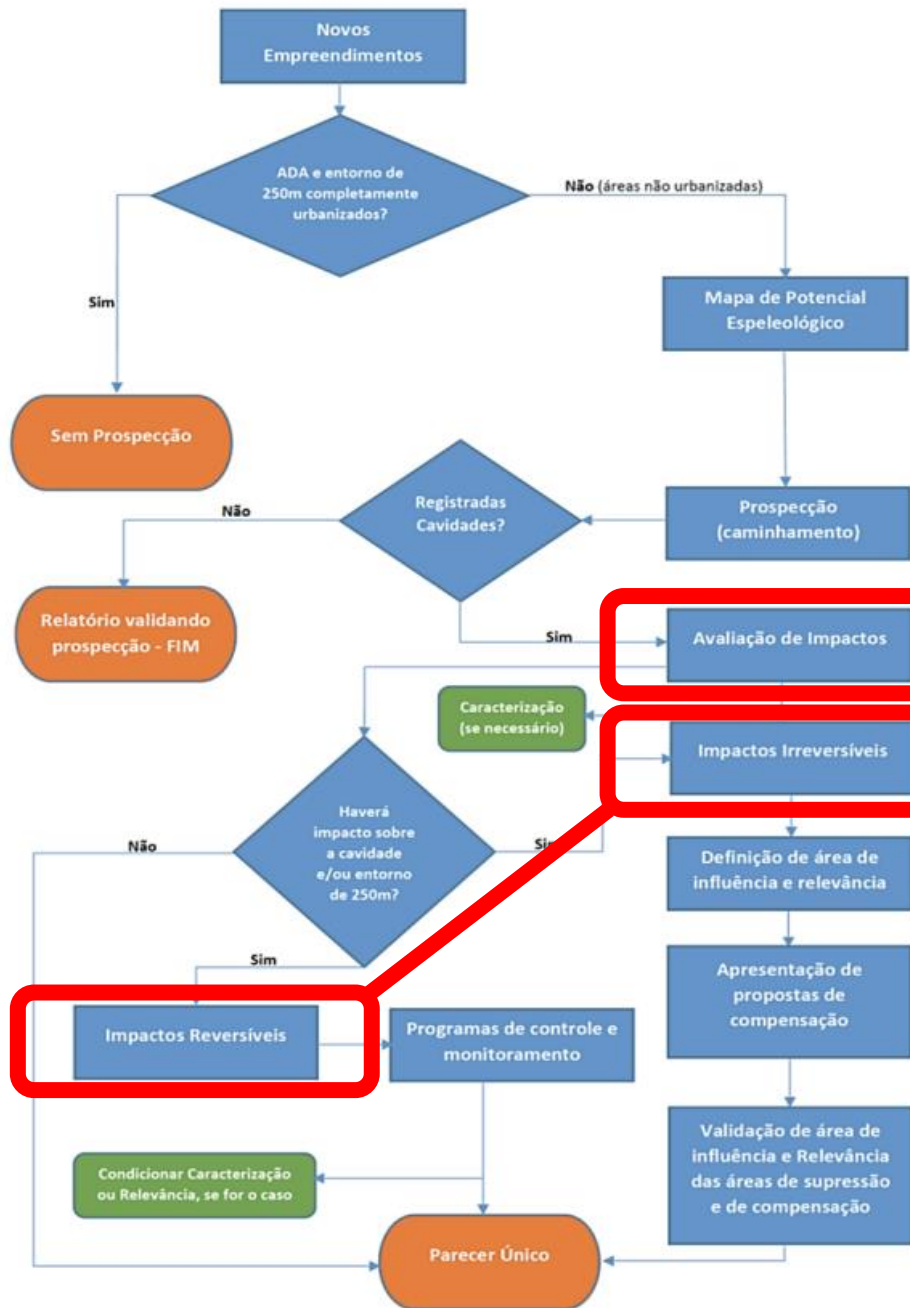 Novos
Empreendimentos
ADA e entorno de
250m completamente
urbanizados?
Não (áreas não urbanizadas)
Sim
Mapa de Potencial
Espeleológico
Sem Prospecção
Registradas
Cavidades?
Não
Prospecção
(caminhamento)
Relatório validando
prospecção - FIM
Sim
Avaliação de Impactos
Caracterização
(se necessário)
Impactos Irreversíveis
Haverá
impacto sobre
a cavidade
e/ou entorno
de 250m?
Não
Sim
Definição de área de
influência e relevância
Sim
Apresentação de
propostas de
compensação
Impactos Reversíveis
Programas de controle e
monitoramento
Validação de área de
influência e Relevância
das áreas de supressão
e de compensação
Condicionar Caracterização
ou Relevância, se for o caso
Parecer Único